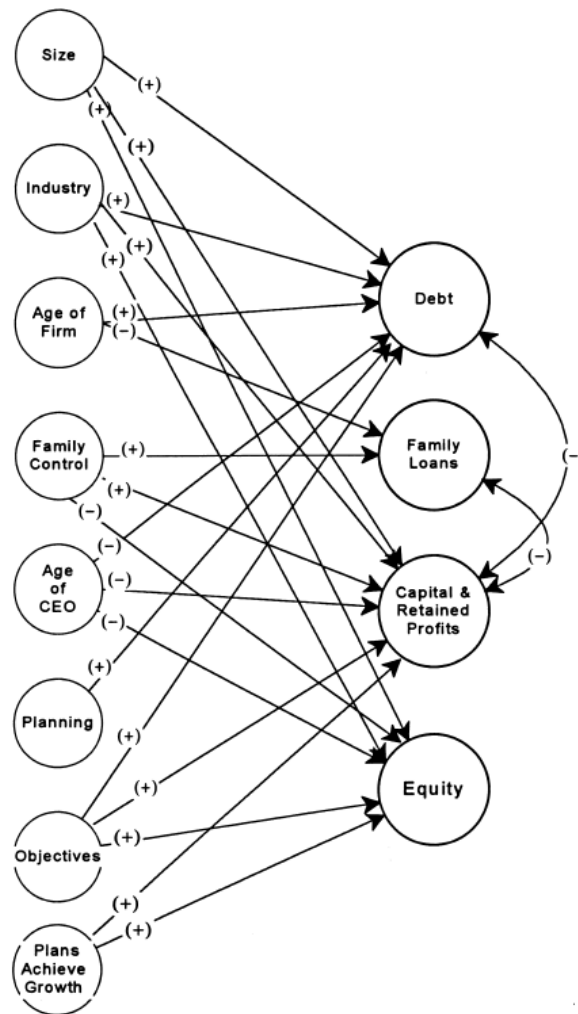 Size
(+)
(+)
(+)
Industry
(+)
(+)
(+)
Debt
Age of
Firm
(+)
(−)
Family
Control
(+)
(+)
(−)
Family
Loans
(−
(−)
Age
of
CEO
(−)
(−)
(−)
Capital &
Retained
Profits
Planning
(+)
Equity
Objectives
(+)
(+)
(+)
Plans
Achieve
Growth
(+)
(+)